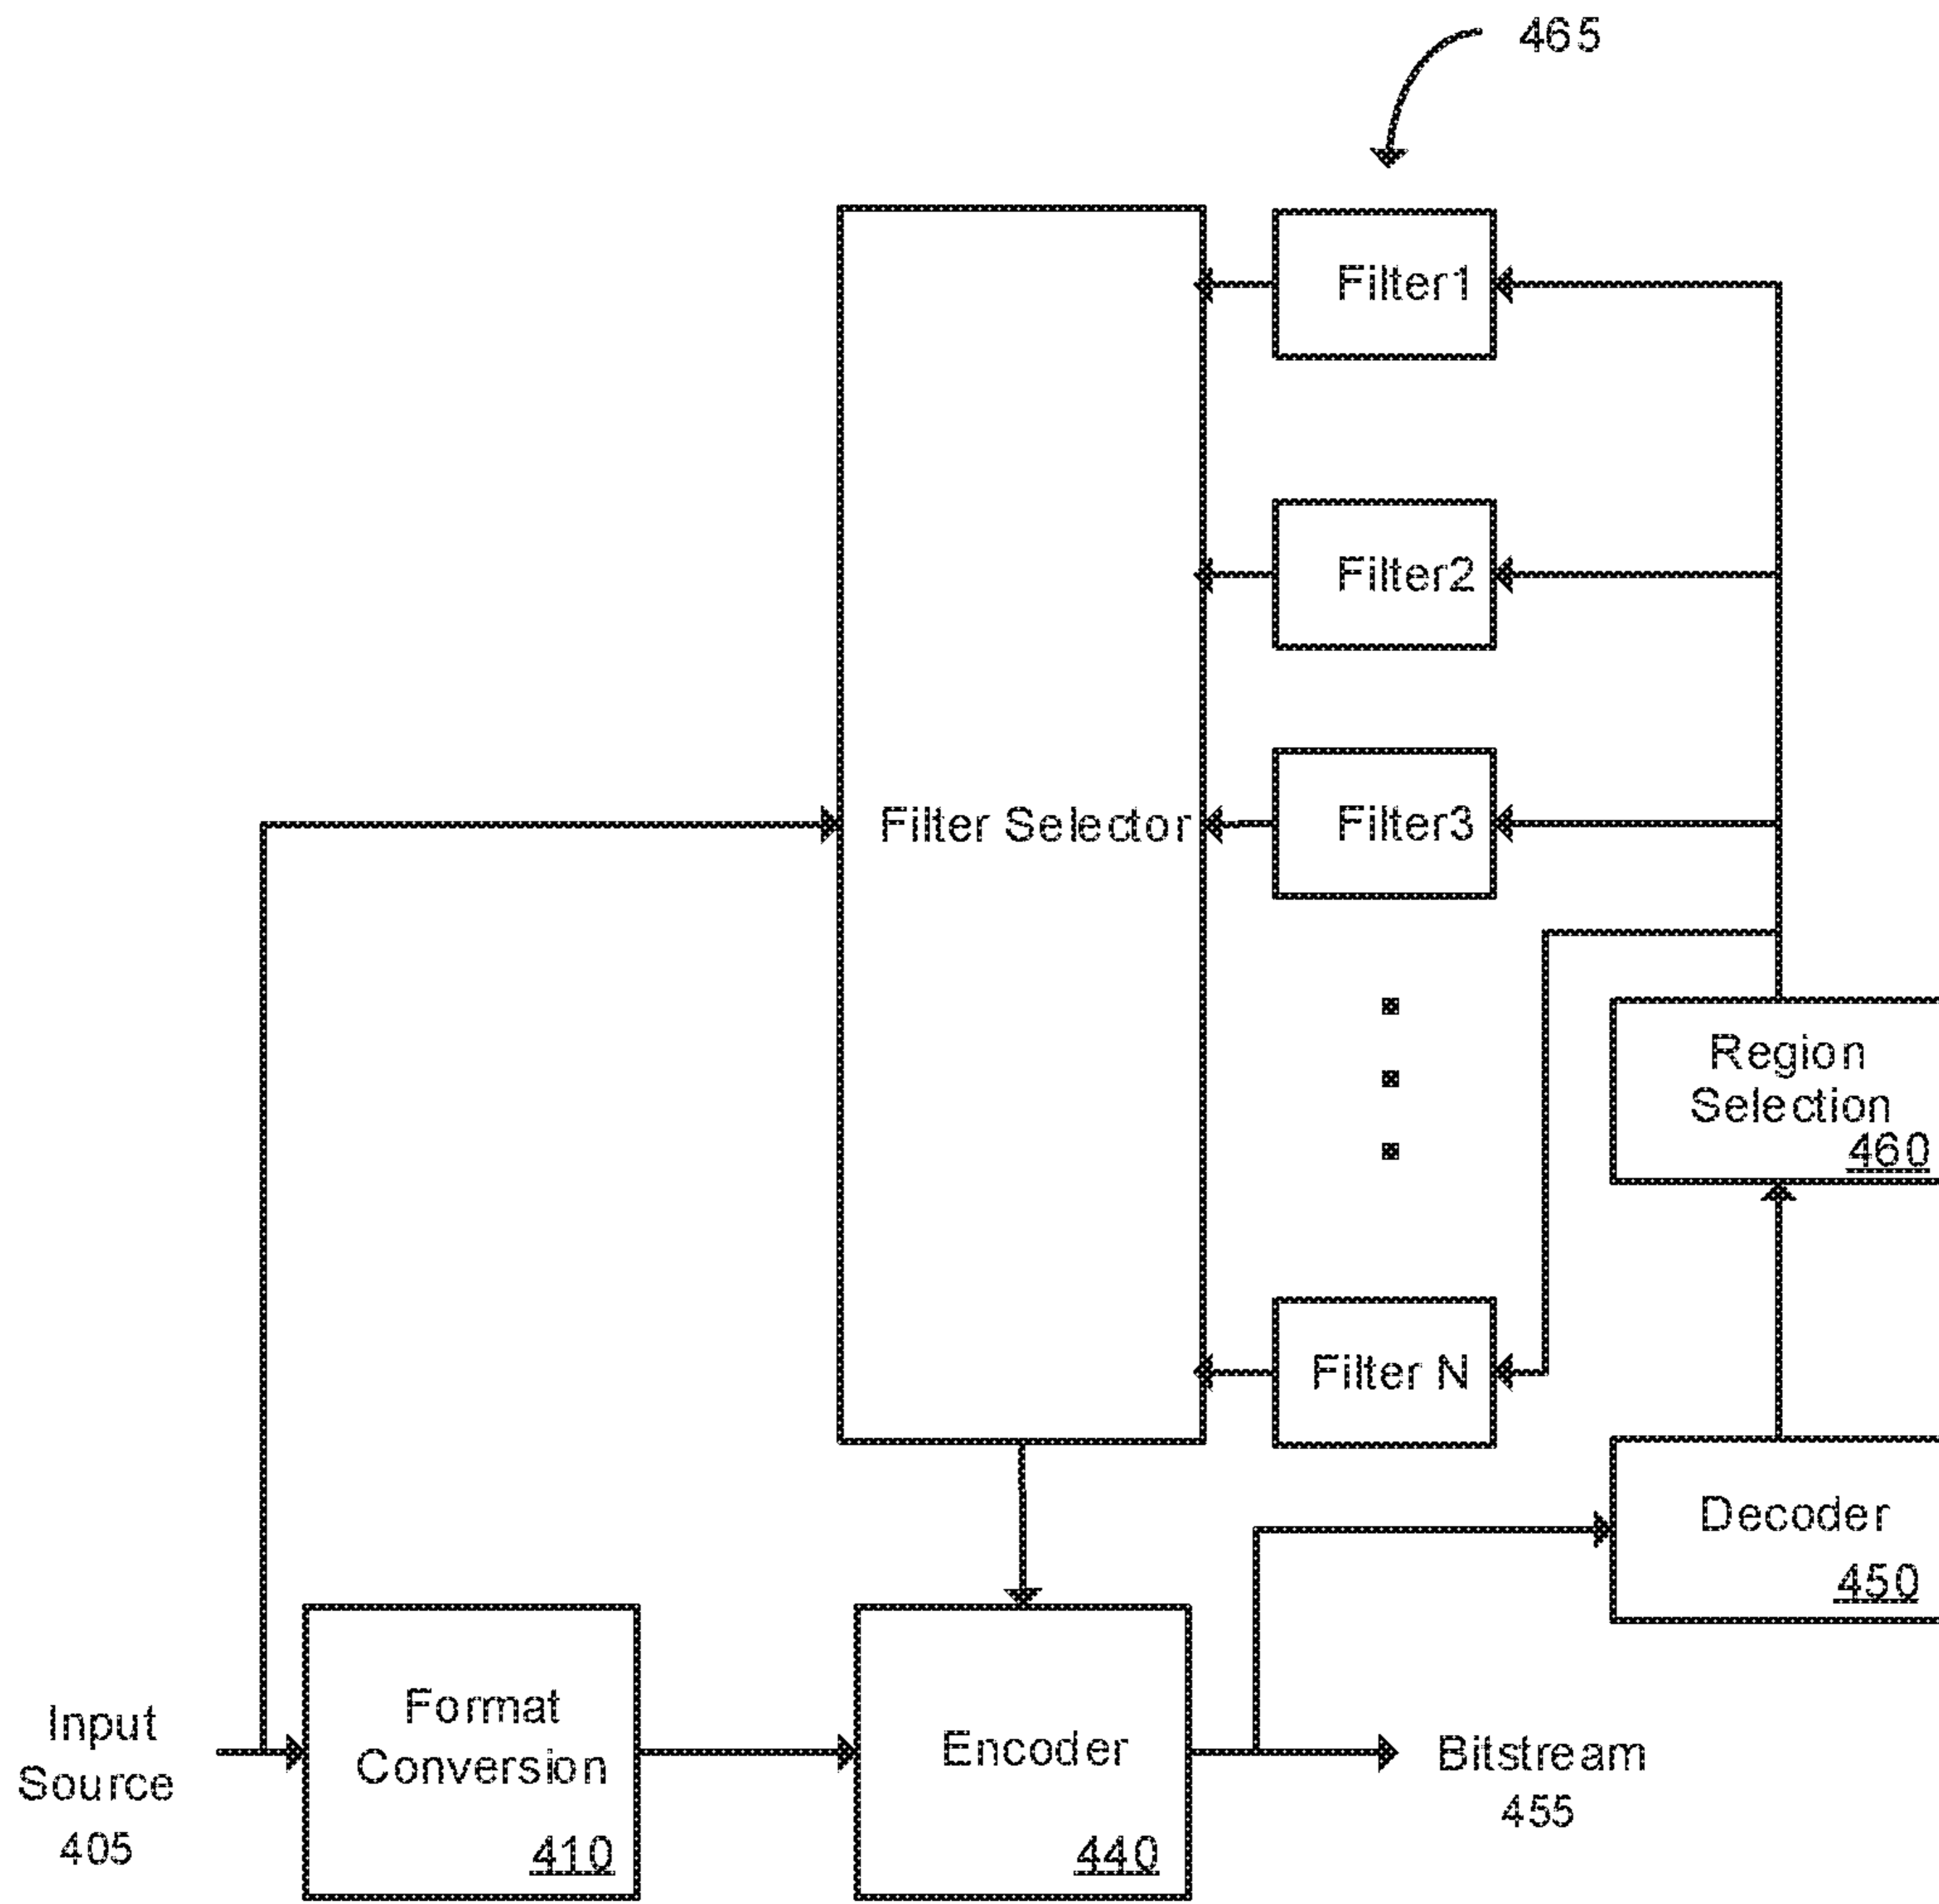 465
Filter1
Filter2
Filter Selector
Filter3
Region
Selection
460
Filter N
Decoder
450
Input
Source
405
Format
Conversion
410
Encoder
440
Bitstream
455